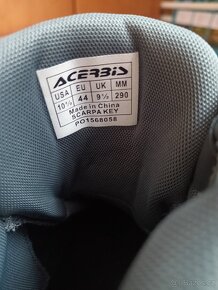 ACERBIS
USA EU UK MM
10½ 44 9½ 290
Made in China
SCARPA KEY
PO1568058